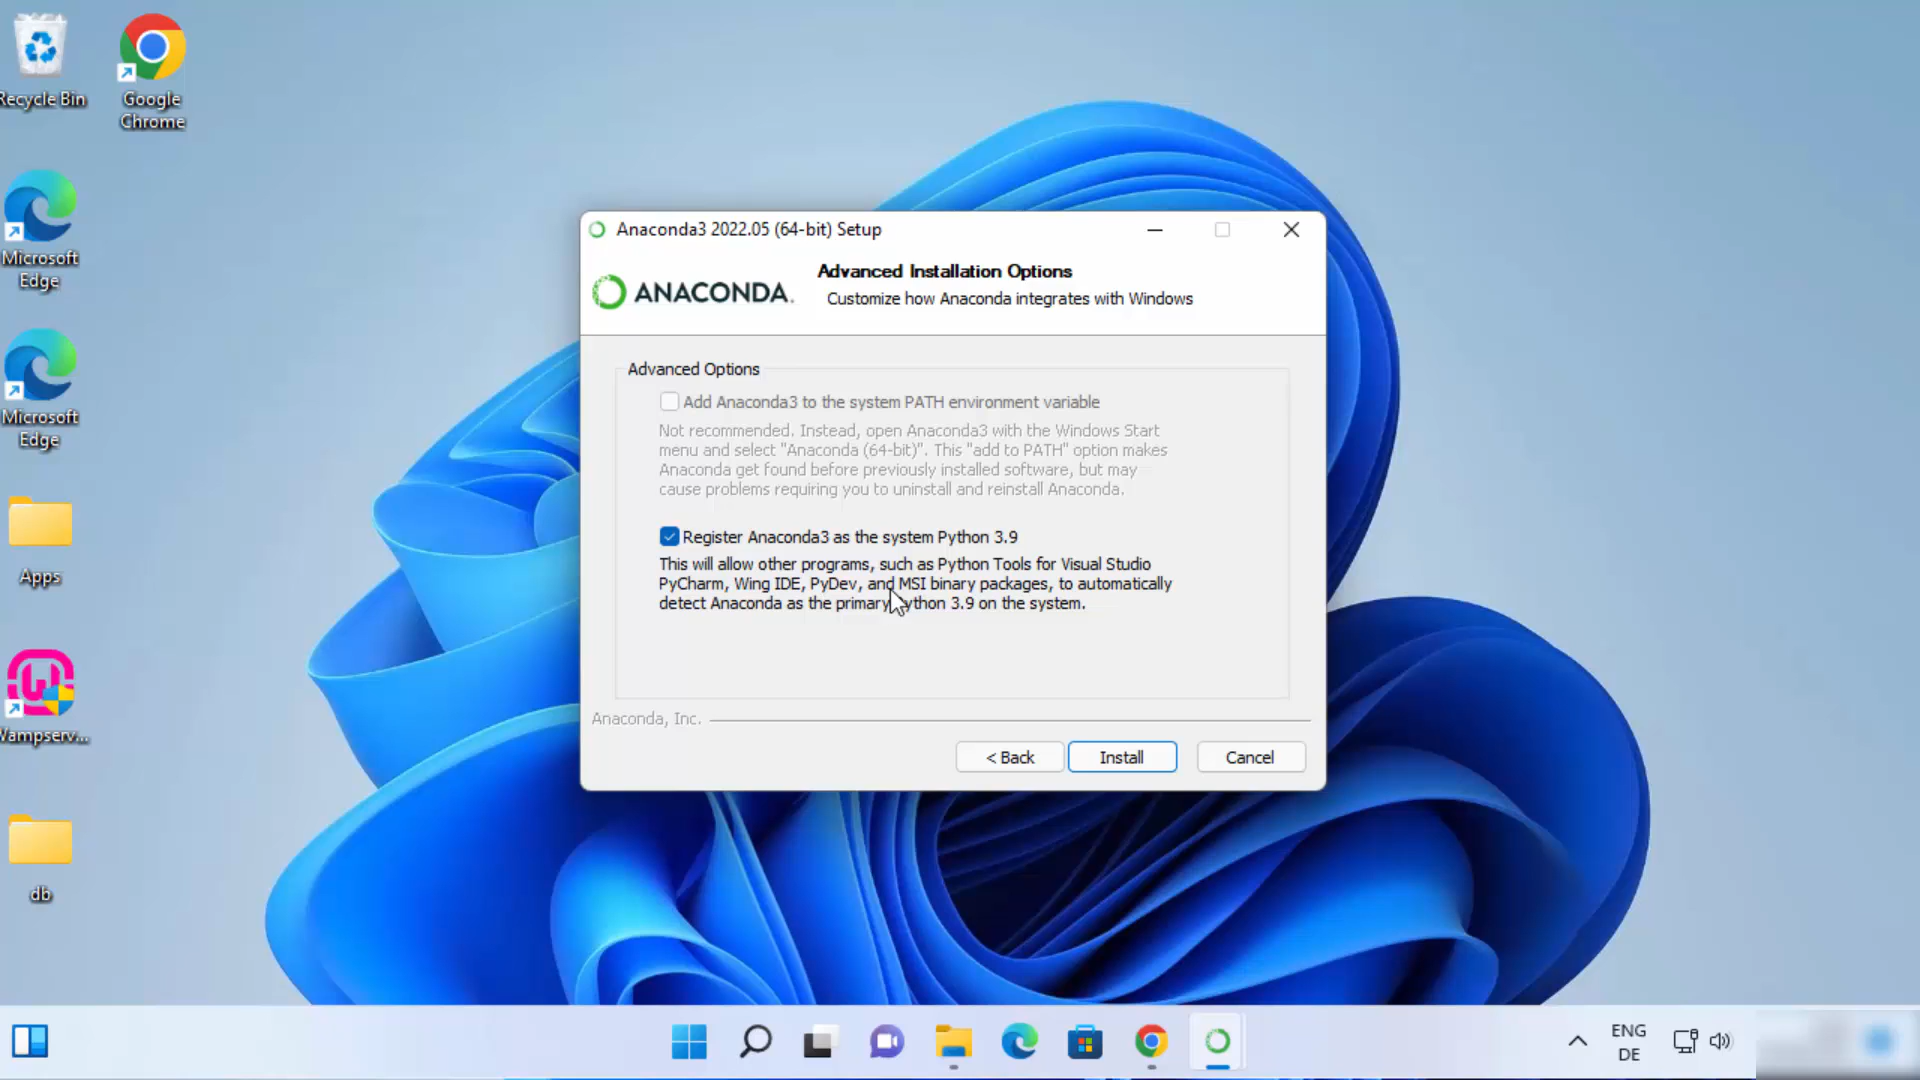 Recycle Bin
Google
Chrome
Microsoft
Edge
Microsoft
Edge
Apps
Wampserv...
db
Anaconda3 2022.05 (64-bit) Setup
ANACONDA.
Advanced Installation Options
Customize how Anaconda integrates with Windows
Advanced Options
Add Anaconda3 to the system PATH environment variable
Not recommended. Instead, open Anaconda3 with the Windows Start
menu and select "Anaconda (64-bit)". This "add to PATH" option makes
Anaconda get found before previously installed software, but may
cause problems requiring you to uninstall and reinstall Anaconda.
Register Anaconda3 as the system Python 3.9
This will allow other programs, such as Python Tools for Visual Studio
PyCharm, Wing IDE, PyDev, and MSI binary packages, to automatically
detect Anaconda as the primary Python 3.9 on the system.
Anaconda, Inc.
< Back
Install
Cancel
ENG
DE